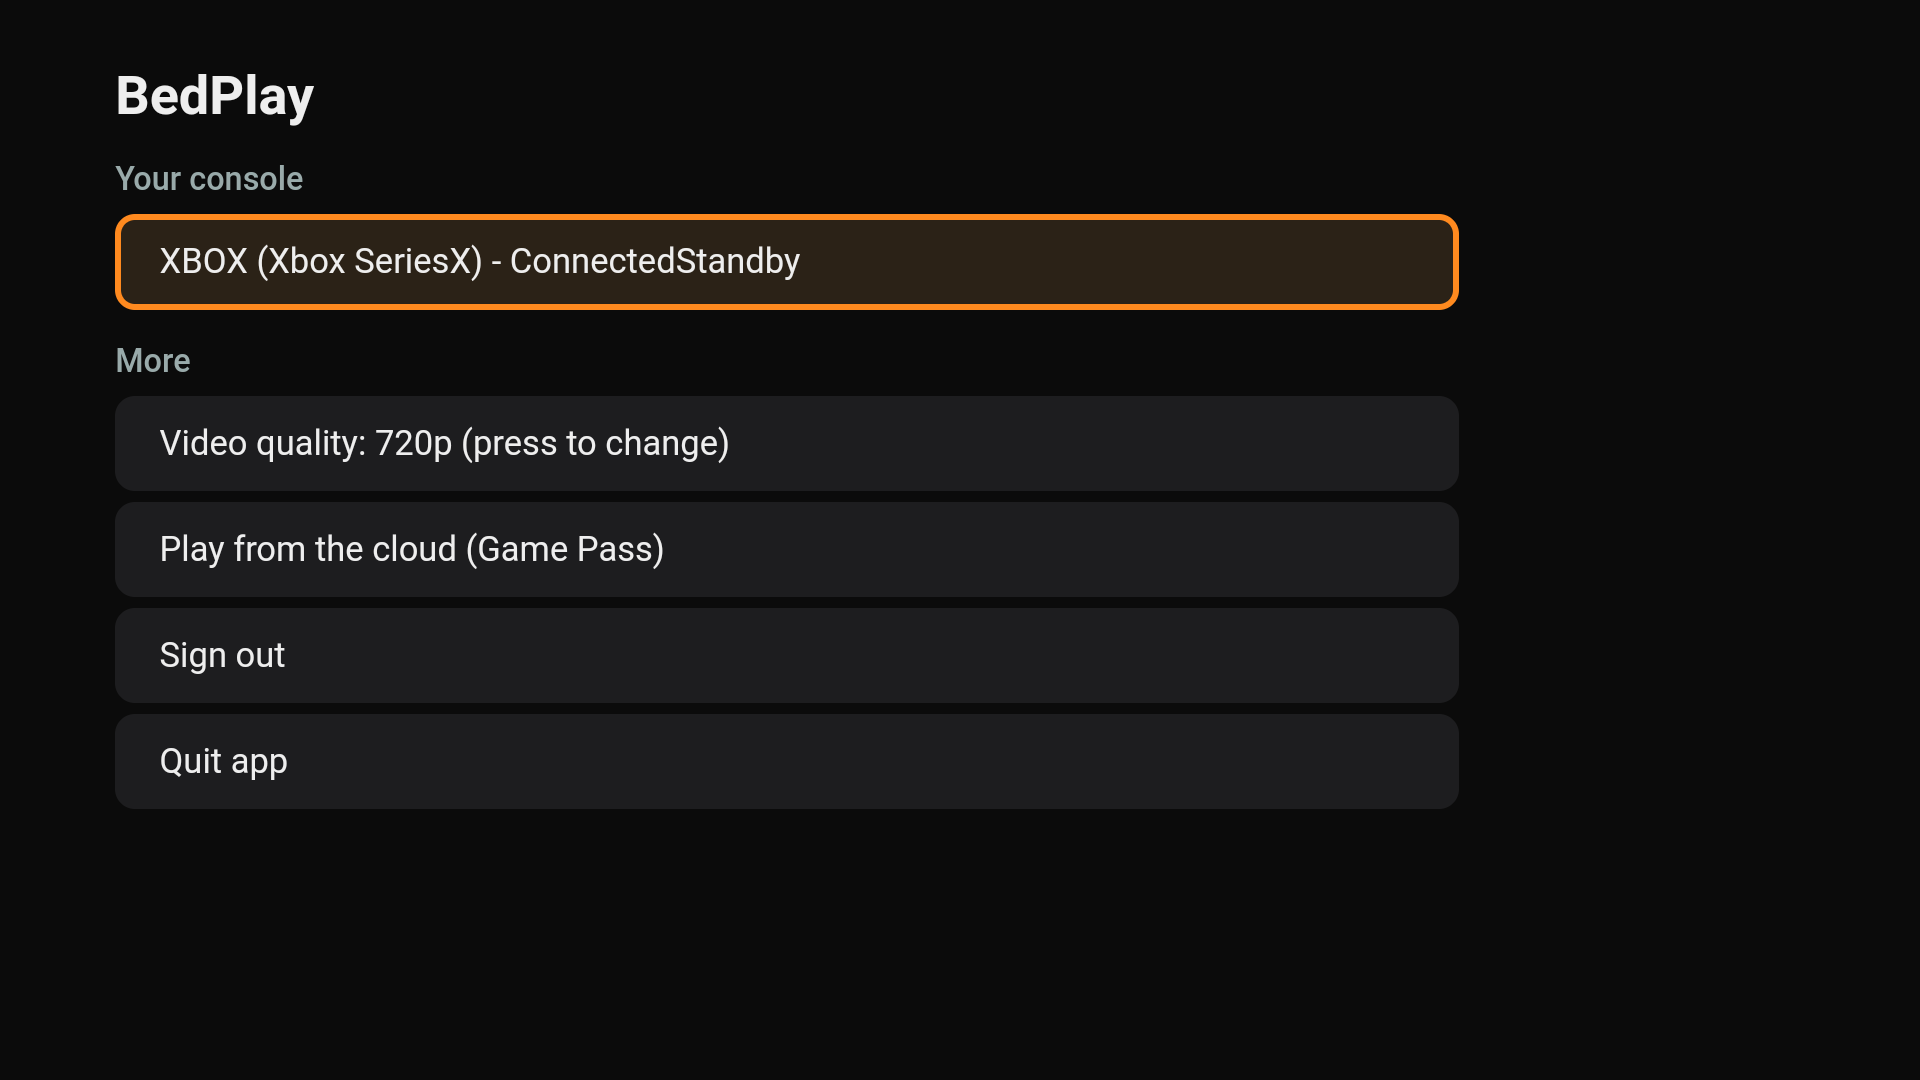 BedPlay
Your console
XBOX (Xbox SeriesX) - ConnectedStandby
More
Video quality: 720p (press to change)
Play from the cloud (Game Pass)
Sign out
Quit app